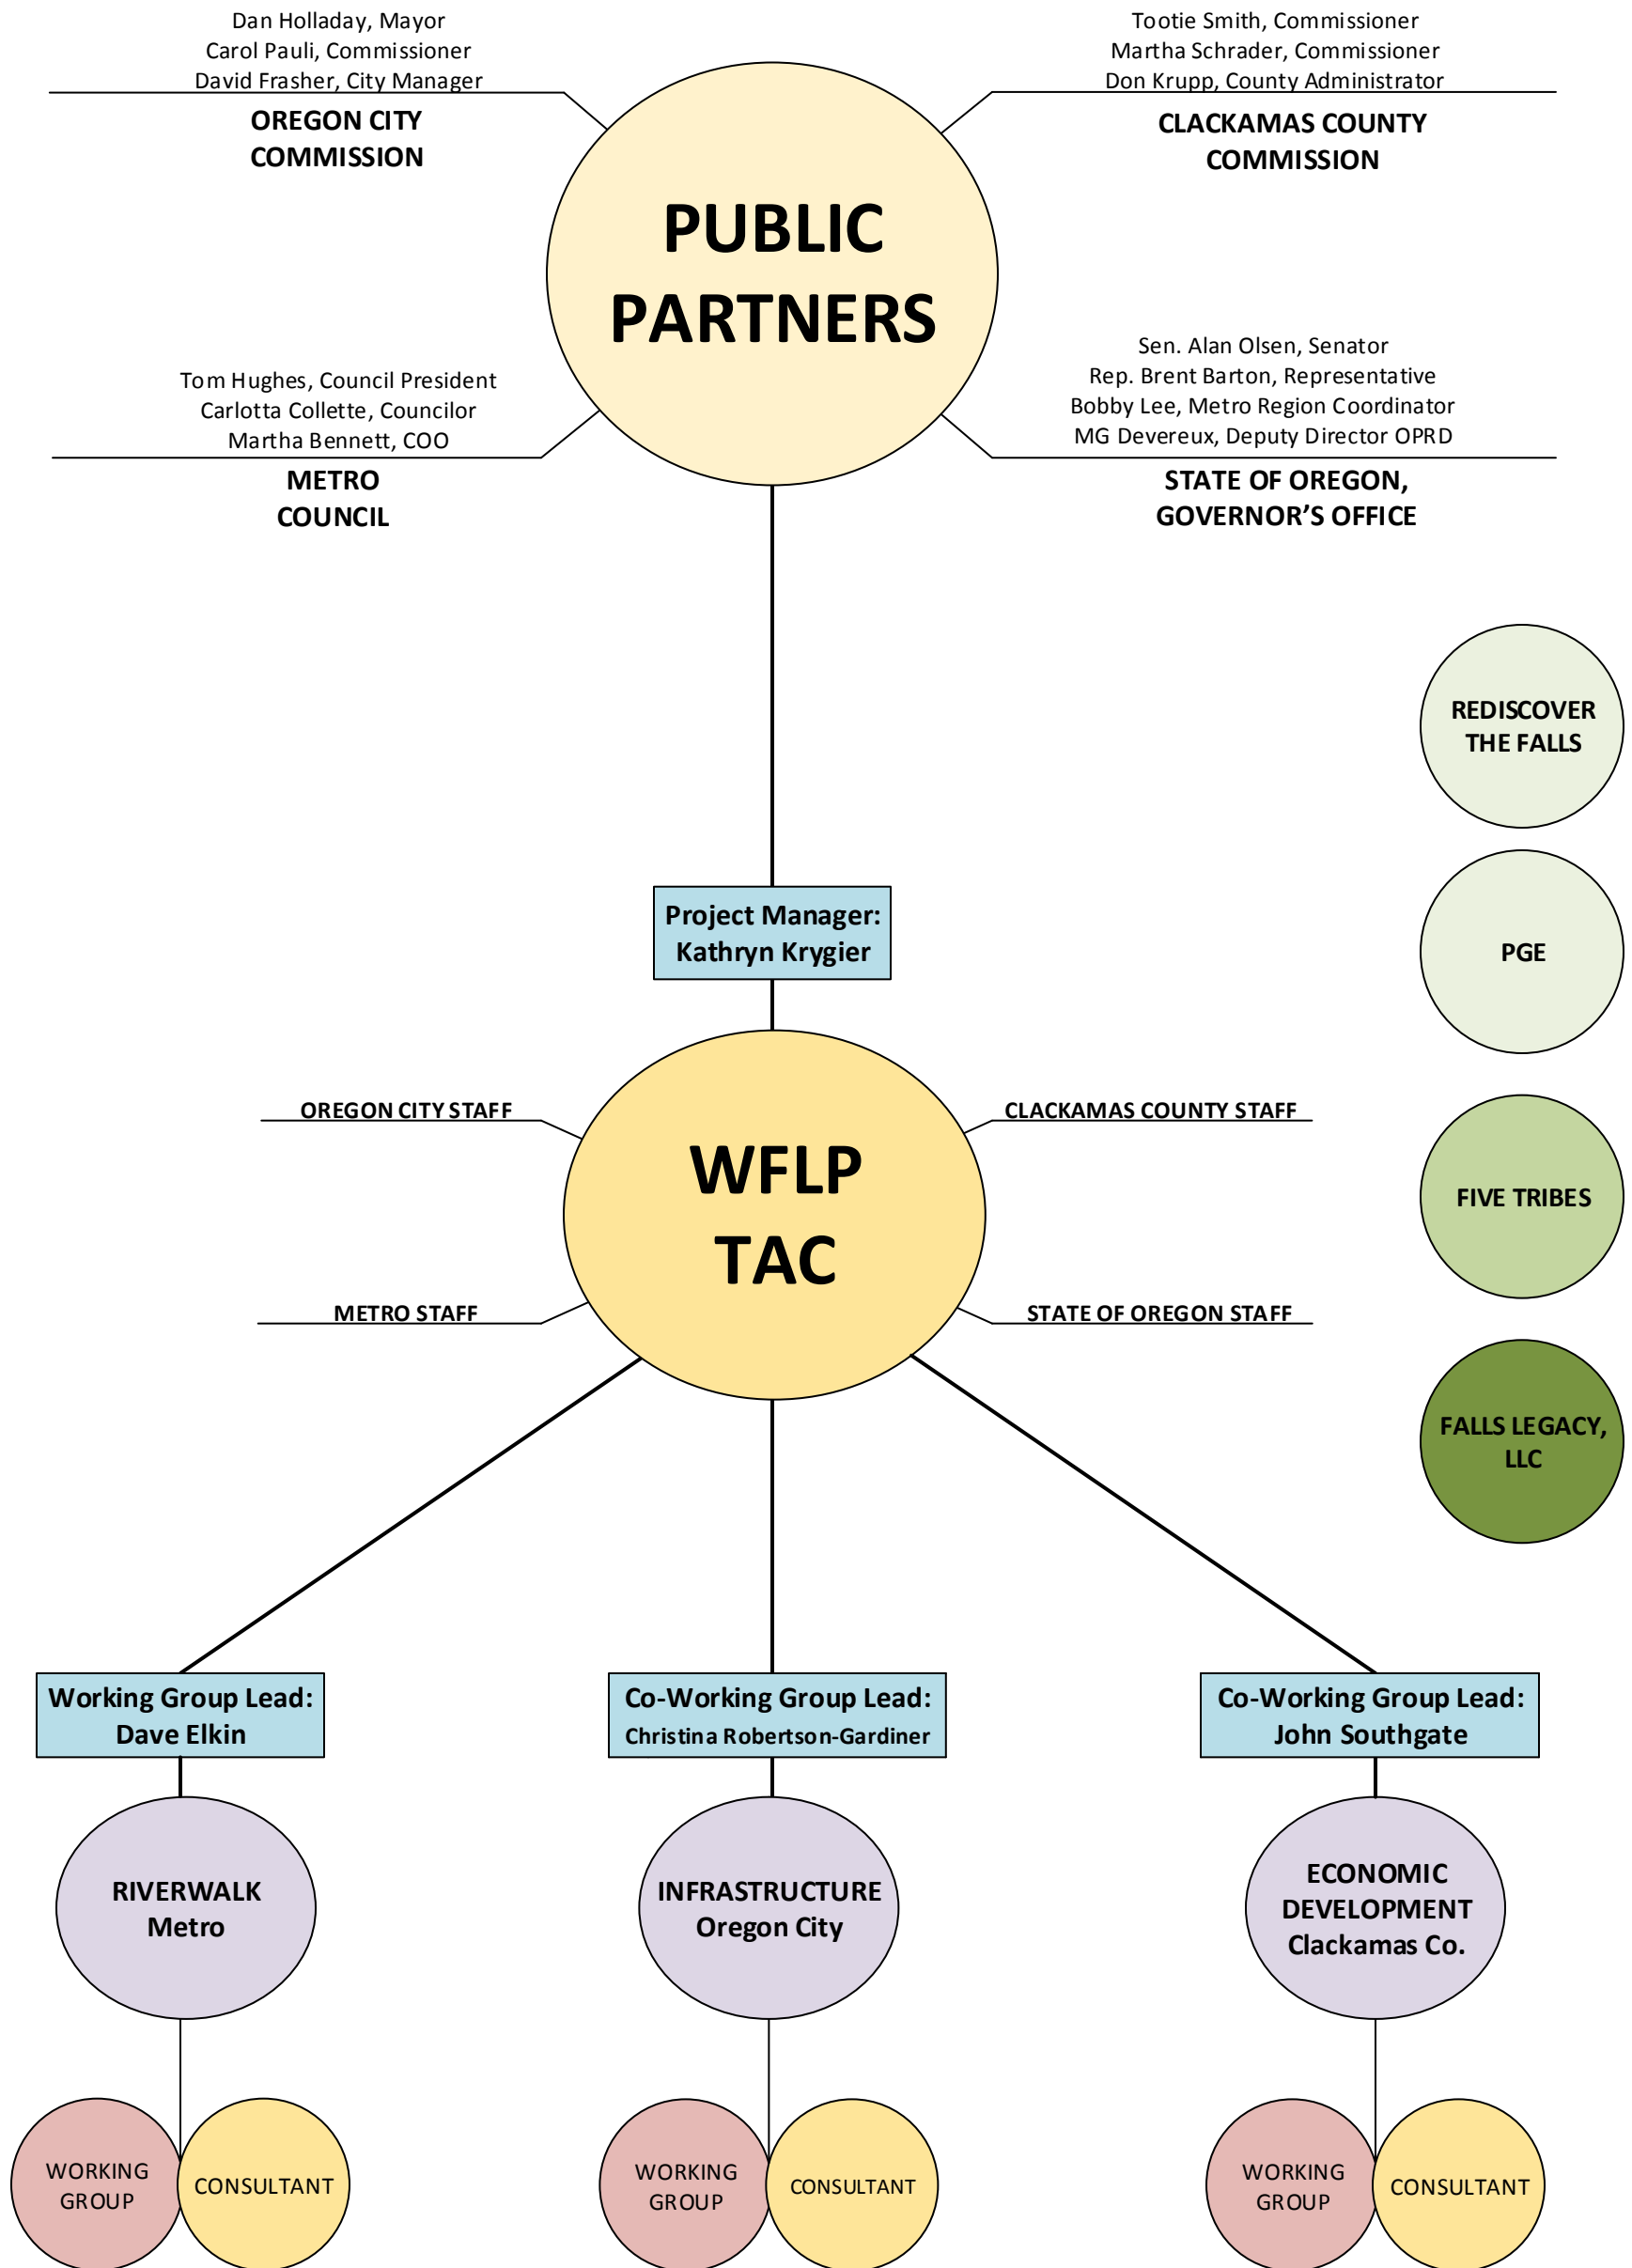 Dan Holladay, Mayor
Carol Pauli, Commissioner
David Frasher, City Manager
OREGON CITY
COMMISSION
Tootie Smith, Commissioner
Martha Schrader, Commissioner
Don Krupp, County Administrator
CLACKAMAS COUNTY
COMMISSION
PUBLIC
PARTNERS
Tom Hughes, Council President
Carlotta Collette, Councilor
Martha Bennett, COO
METRO
COUNCIL
Sen. Alan Olsen, Senator
Rep. Brent Barton, Representative
Bobby Lee, Metro Region Coordinator
MG Devereux, Deputy Director OPRD
STATE OF OREGON,
GOVERNOR’S OFFICE
REDISCOVER
THE FALLS
PGE
FIVE TRIBES
FALLS LEGACY,
LLC
Project Manager:
Kathryn Krygier
OREGON CITY STAFF
CLACKAMAS COUNTY STAFF
WFLP
TAC
METRO STAFF
STATE OF OREGON STAFF
Working Group Lead:
Dave Elkin
Co-Working Group Lead:
Christina Robertson-Gardiner
Co-Working Group Lead:
John Southgate
RIVERWALK
Metro
INFRASTRUCTURE
Oregon City
ECONOMIC
DEVELOPMENT
Clackamas Co.
WORKING
GROUP
CONSULTANT
WORKING
GROUP
CONSULTANT
WORKING
GROUP
CONSULTANT